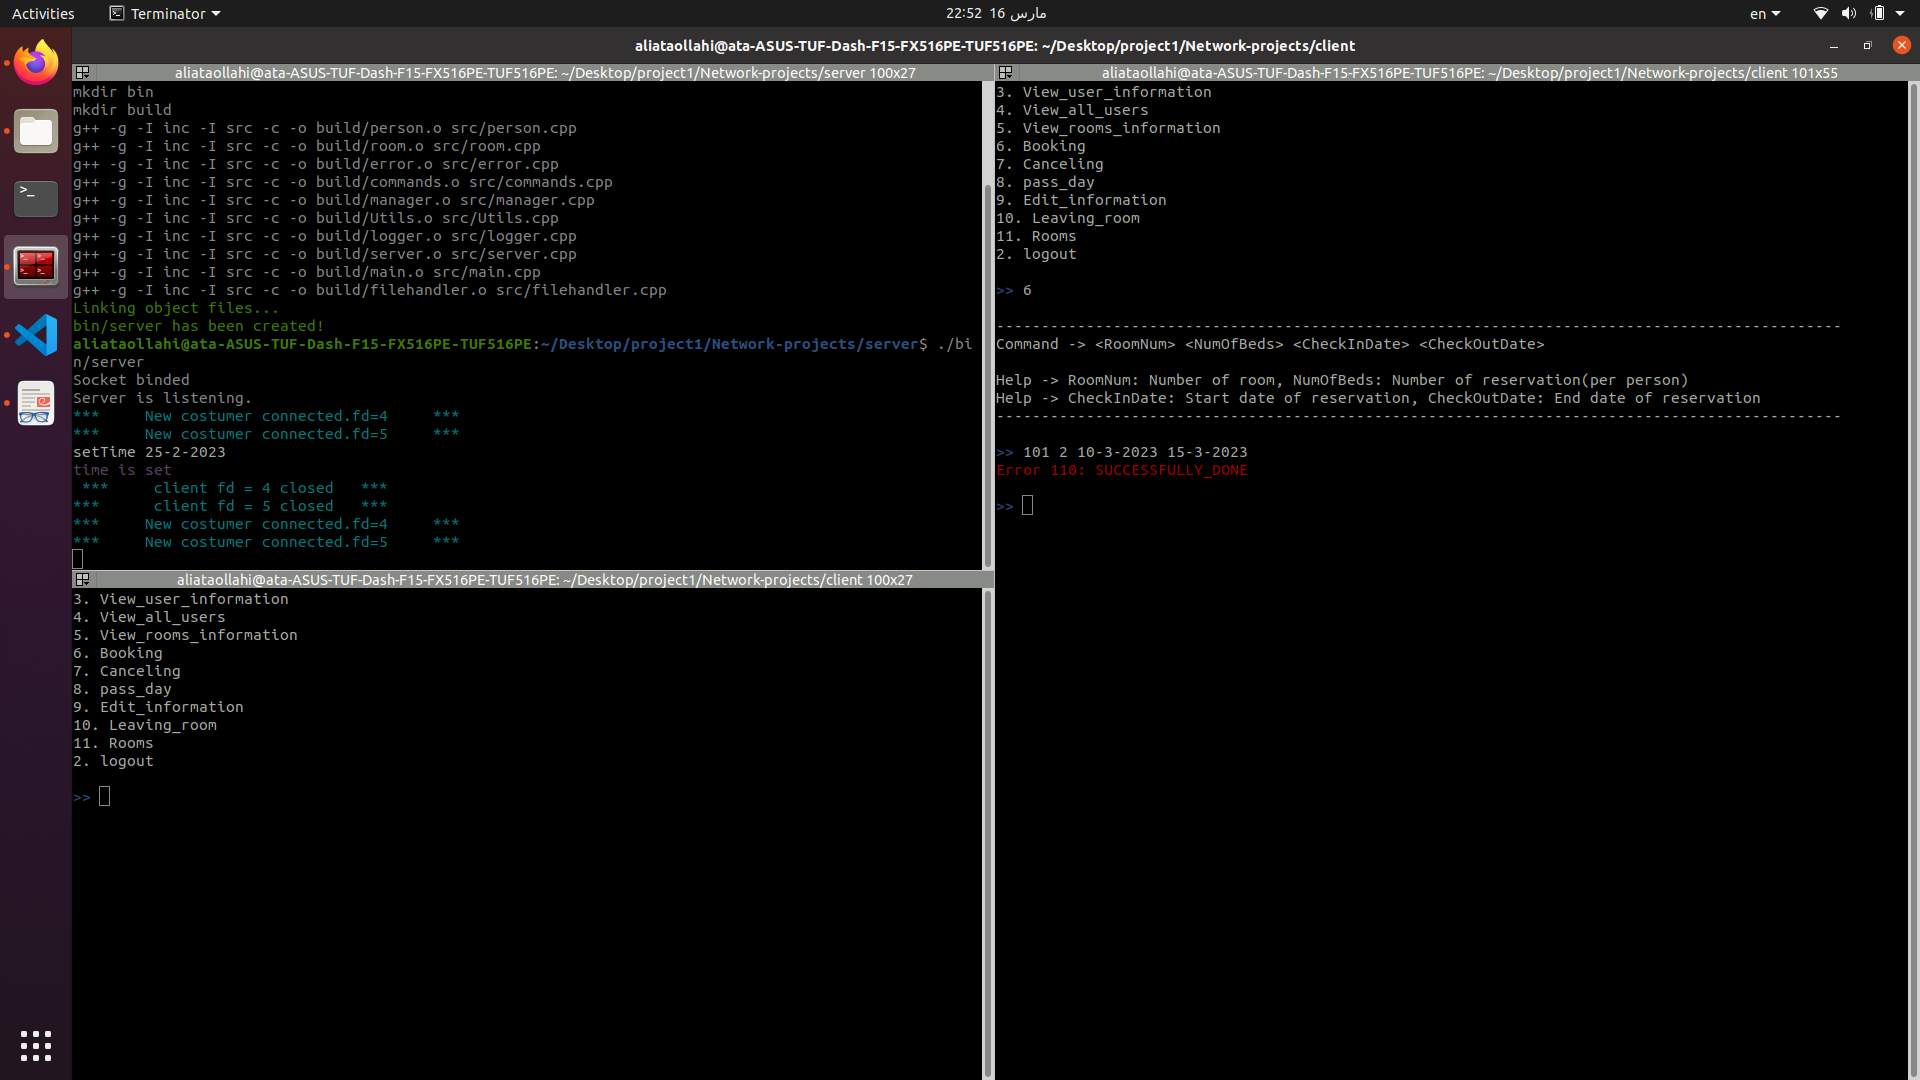 Activities
Terminator
22:52 16 مارس
en
aliataollahi@ata-ASUS-TUF-Dash-F15-FX516PE-TUF516PE: ~/Desktop/project1/Network-projects/client
aliataollahi@ata-ASUS-TUF-Dash-F15-FX516PE-TUF516PE: ~/Desktop/project1/Network-projects/server 100x27
mkdir bin
mkdir build
g++ -g -I inc -I src -c -o build/person.o src/person.cpp
g++ -g -I inc -I src -c -o build/room.o src/room.cpp
g++ -g -I inc -I src -c -o build/error.o src/error.cpp
g++ -g -I inc -I src -c -o build/commands.o src/commands.cpp
g++ -g -I inc -I src -c -o build/manager.o src/manager.cpp
g++ -g -I inc -I src -c -o build/Utils.o src/Utils.cpp
g++ -g -I inc -I src -c -o build/logger.o src/logger.cpp
g++ -g -I inc -I src -c -o build/server.o src/server.cpp
g++ -g -I inc -I src -c -o build/main.o src/main.cpp
g++ -g -I inc -I src -c -o build/filehandler.o src/filehandler.cpp
Linking object files...
bin/server has been created!
aliataollahi@ata-ASUS-TUF-Dash-F15-FX516PE-TUF516PE:~/Desktop/project1/Network-projects/server$ ./bi
n/server
Socket binded
Server is listening.
***     New costumer connected.fd=4     ***
***     New costumer connected.fd=5     ***
setTime 25-2-2023
time is set
 ***     client fd = 4 closed   ***
***      client fd = 5 closed   ***
***     New costumer connected.fd=4     ***
***     New costumer connected.fd=5     ***
aliataollahi@ata-ASUS-TUF-Dash-F15-FX516PE-TUF516PE: ~/Desktop/project1/Network-projects/client 100x27
3. View_user_information
4. View_all_users
5. View_rooms_information
6. Booking
7. Canceling
8. pass_day
9. Edit_information
10. Leaving_room
11. Rooms
2. logout
>>
aliataollahi@ata-ASUS-TUF-Dash-F15-FX516PE-TUF516PE: ~/Desktop/project1/Network-projects/client 101x55
3. View_user_information
4. View_all_users
5. View_rooms_information
6. Booking
7. Canceling
8. pass_day
9. Edit_information
10. Leaving_room
11. Rooms
2. logout
>> 6
----------------------------------------------------------------------------------------------
Command -> <RoomNum> <NumOfBeds> <CheckInDate> <CheckOutDate>
Help -> RoomNum: Number of room, NumOfBeds: Number of reservation(per person)
Help -> CheckInDate: Start date of reservation, CheckOutDate: End date of reservation
----------------------------------------------------------------------------------------------
>> 101 2 10-3-2023 15-3-2023
Error 110: SUCCESSFULLY_DONE
>>